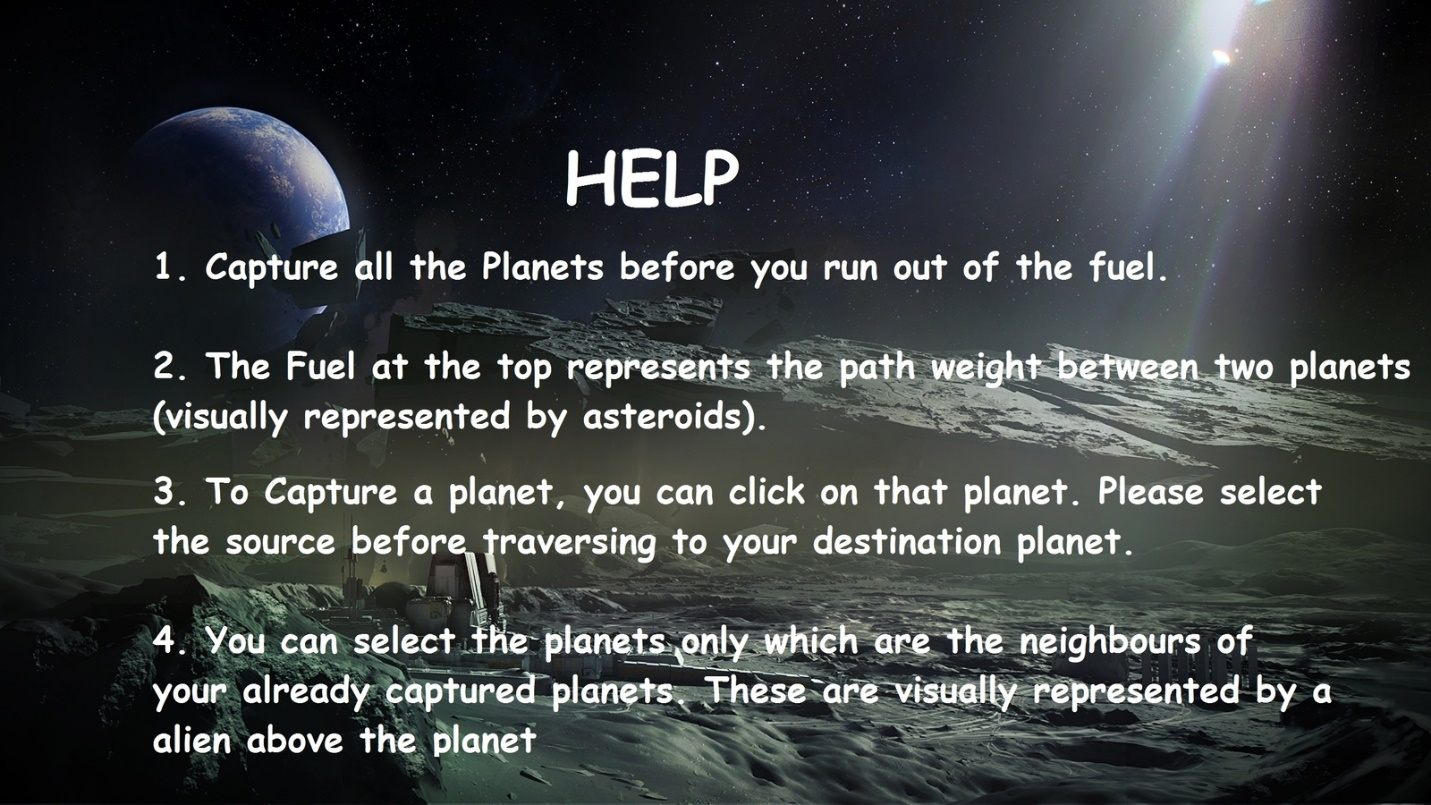 HELP
1. Capture all the Planets before you run out of the fuel.
2. The Fuel at the top represents the path weight between two planets
(visually represented by asteroids).
3. To Capture a planet, you can click on that planet. Please select
the source before traversing to your destination planet.
4. You can select the planets only which are the neighbours of
your already captured planets. These are visually represented by a
alien above the planet